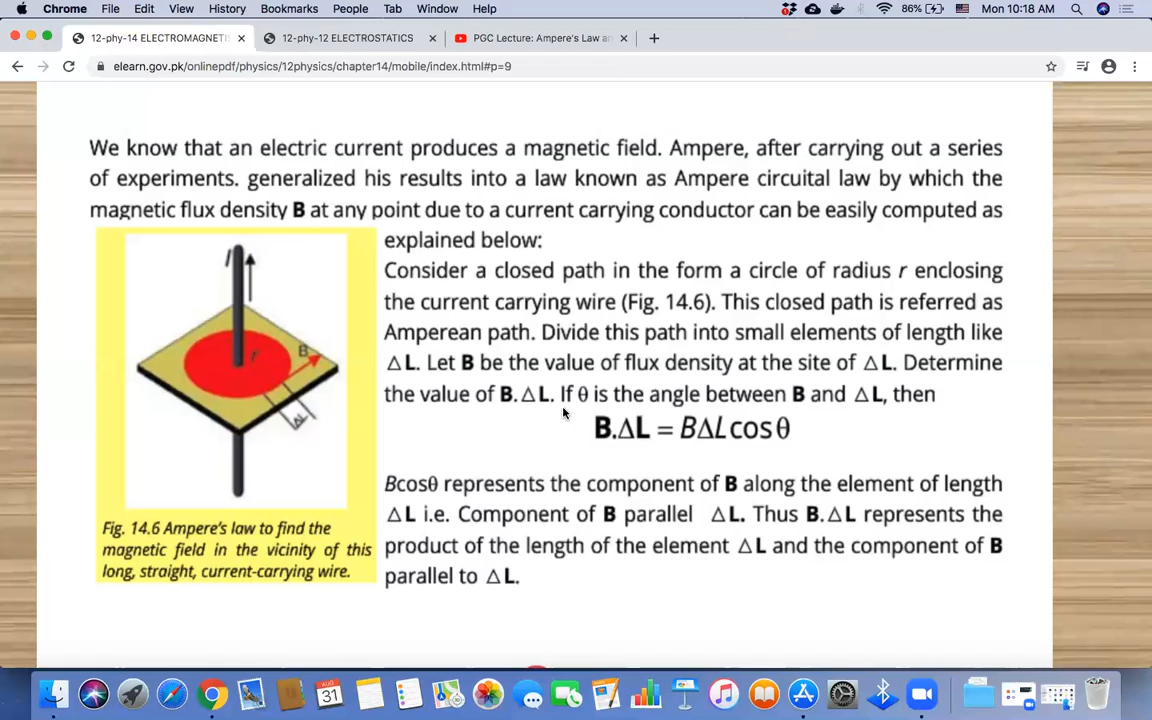 Chrome File Edit View History Bookmarks People Tab Window Help 86% Mon 10:18 AM
12-phy-14 ELECTROMAGNETI 12-phy-12 ELECTROSTATICS PGC Lecture: Ampere's Law an
elearn.gov.pk/onlinepdf/physics/12physics/chapter14/mobile/index.html#p=9
We know that an electric current produces a magnetic field. Ampere, after carrying out a series
of experiments. generalized his results into a law known as Ampere circuital law by which the
magnetic flux density B at any point due to a current carrying conductor can be easily computed as
explained below:
Consider a closed path in the form a circle of radius r enclosing
the current carrying wire (Fig. 14.6). This closed path is referred as
Amperean path. Divide this path into small elements of length like
△L. Let B be the value of flux density at the site of △L. Determine
the value of B.△L. If θ is the angle between B and △L, then
B.ΔL = BΔLcosθ
Bcosθ represents the component of B along the element of length
△L i.e. Component of B parallel △L. Thus B.△L represents the
product of the length of the element △L and the component of B
parallel to △L.
I
r
B
△L
Fig. 14.6 Ampere's law to find the
magnetic field in the vicinity of this
long, straight, current-carrying wire.
AUG
31